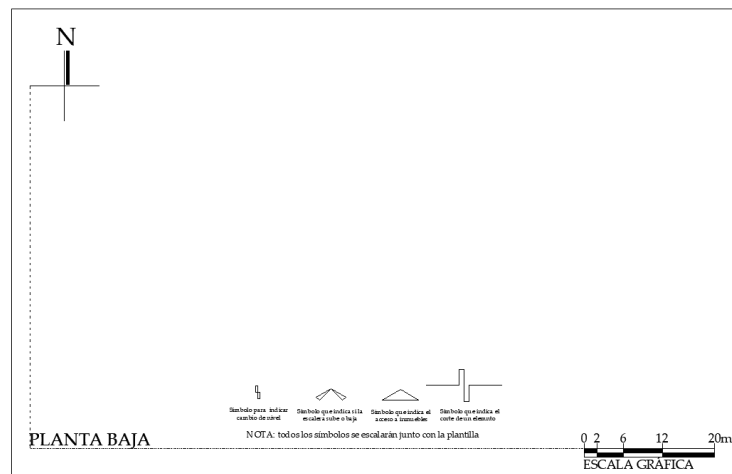 N
Símbolo para indicar
cambio de nivel
Símbolo que indica si la
escalera sube o baja
Símbolo que indica el
acceso a inmuebles
Símbolo que indica el
corte de un elemento
NOTA: todos los símbolos se escalarán junto con la plantilla
PLANTA BAJA
0 2 6 12 20m
ESCALA GRÁFICA